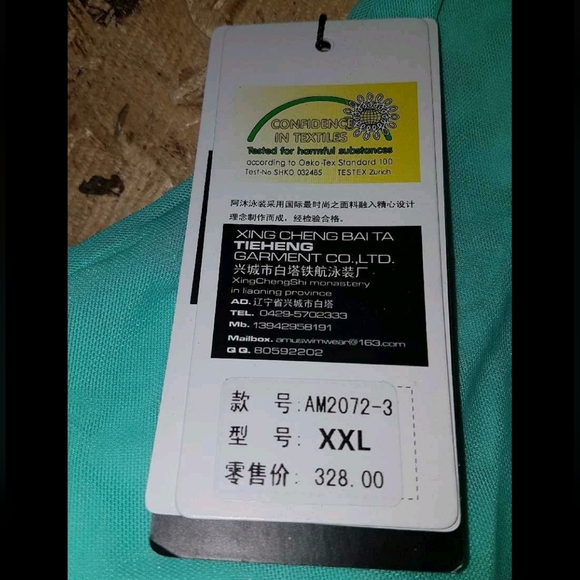 CONFIDENCE
IN TEXTILES
Tested for harmful substances
according to Oeko-Tex Standard 100
Test-No. SHKO 032485 TESTEX Zurich
阿沐泳装采用国际最时尚之面料融入精心设计
理念制作而成，经检验合格。
XING CHENG BAI TA
TIEHENG
GARMENT CO.,LTD.
兴城市白塔铁航泳装厂
XingChengShi monastery
in liaoning province
AD.辽宁省兴城市白塔
TEL. 0429-5702333
Mb. 13942958191
Mailbox. amuswimwear@163.com
QQ. 80592202
款 号:AM2072-3
型 号: XXL
零售价: 328.00